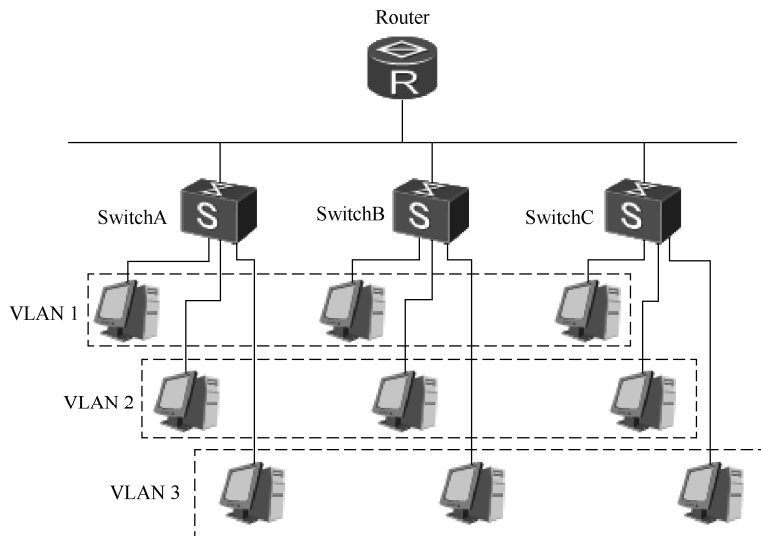 Router
R
SwitchA
S
SwitchB
S
SwitchC
S
VLAN 1
VLAN 2
VLAN 3